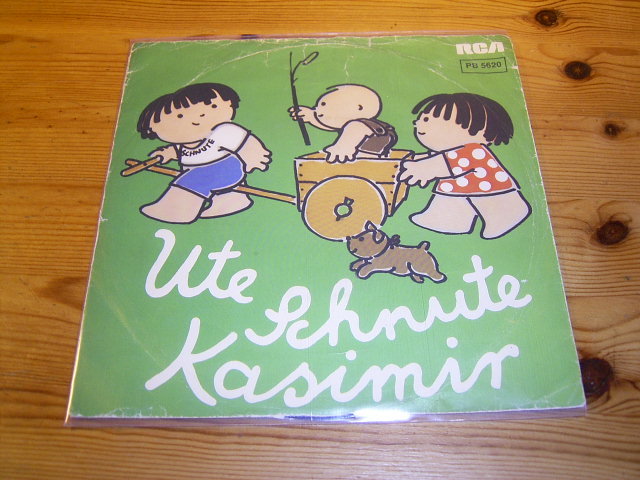 RCA
PB 5620
SCHNUTE
Ute
Schnute
Kasimir